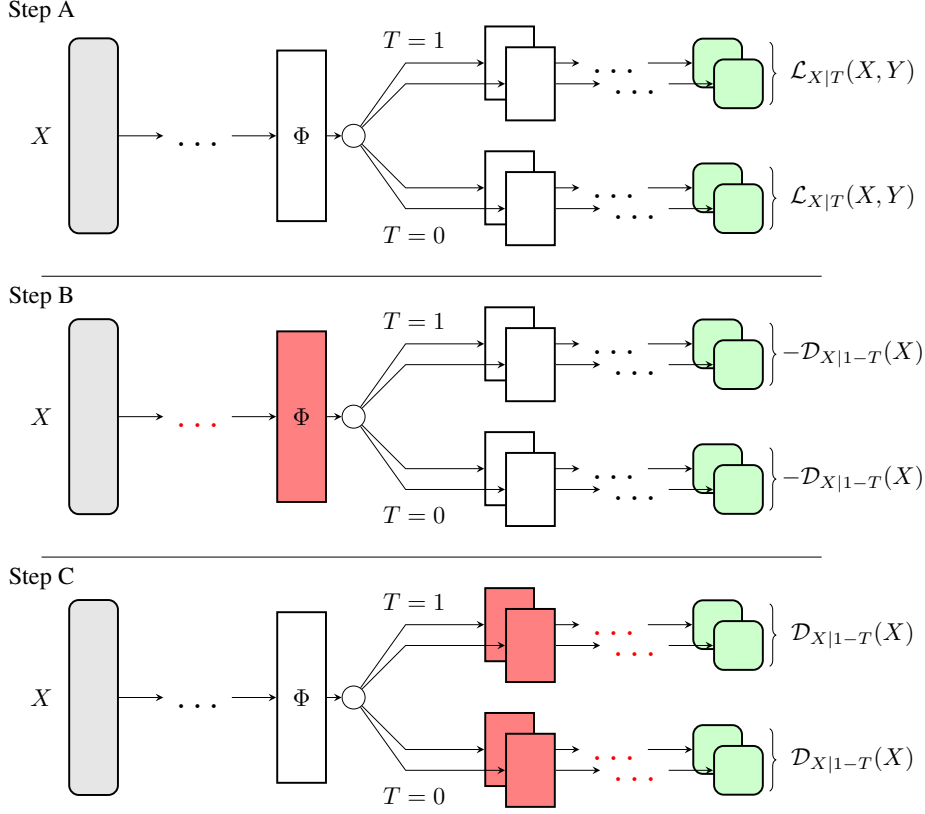 Step A
T = 1
X
. . .
Φ
. . .
. . .
ℒ_{X|T}(X, Y)
. . .
. . .
ℒ_{X|T}(X, Y)
T = 0
Step B
T = 1
X
. . .
Φ
. . .
. . .
−𝒟_{X|1−T}(X)
. . .
. . .
−𝒟_{X|1−T}(X)
T = 0
Step C
T = 1
X
. . .
Φ
. . .
. . .
𝒟_{X|1−T}(X)
. . .
. . .
𝒟_{X|1−T}(X)
T = 0